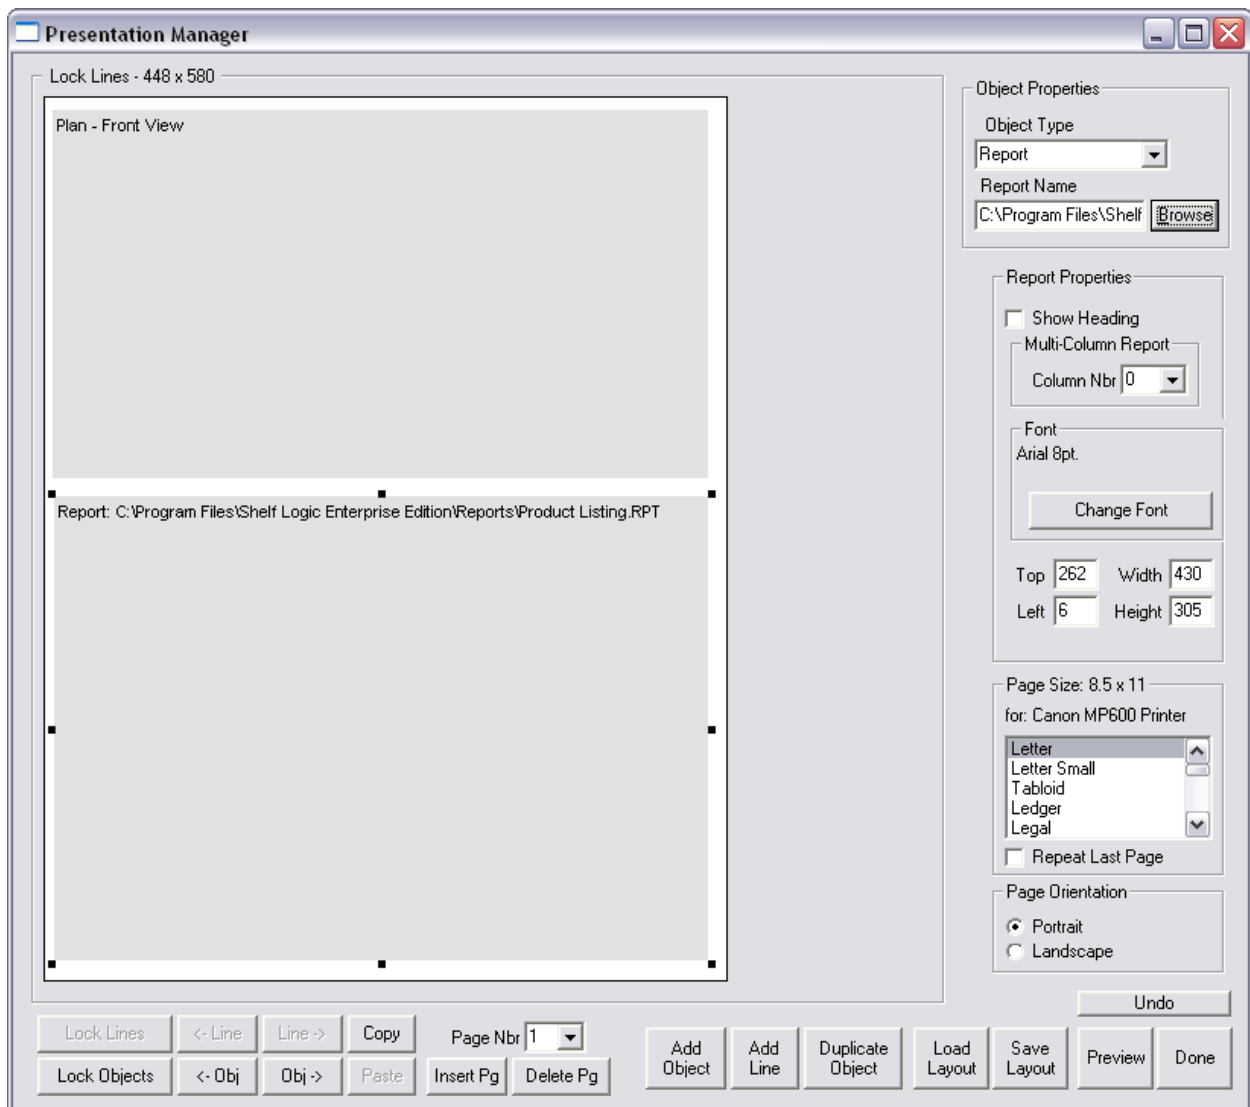 Presentation Manager
Lock Lines - 448 x 580
Plan - Front View
Report: C:\Program Files\Shelf Logic Enterprise Edition\Reports\Product Listing.RPT
Object Properties
Object Type
Report
Report Name
C:\Program Files\Shelf
Browse
Report Properties
Show Heading
Multi-Column Report
Column Nbr 0
Font
Arial 8pt.
Change Font
Top 262 Width 430
Left 6 Height 305
Page Size: 8.5 x 11
for: Canon MP600 Printer
Letter
Letter Small
Tabloid
Ledger
Legal
Repeat Last Page
Page Orientation
Portrait
Landscape
Undo
Lock Lines
<- Line
Line ->
Copy
Page Nbr 1
Lock Objects
<- Obj
Obj ->
Paste
Insert Pg
Delete Pg
Add
Object
Add
Line
Duplicate
Object
Load
Layout
Save
Layout
Preview
Done